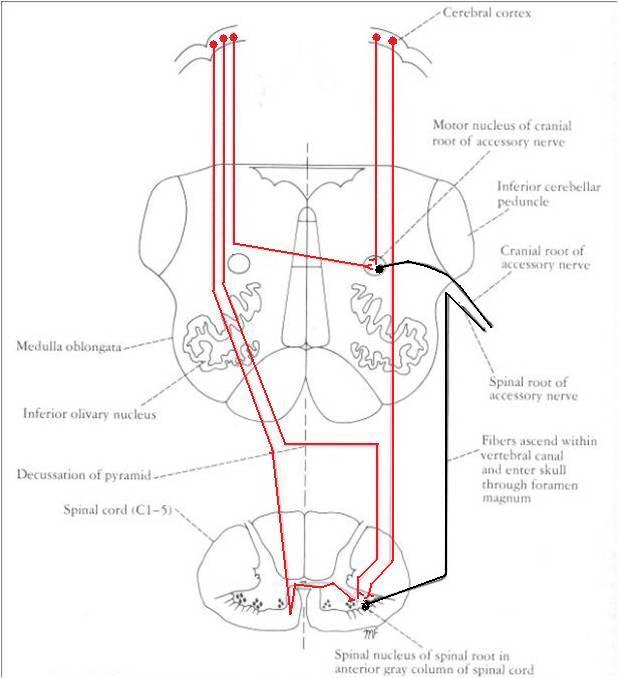 Cerebral cortex
Motor nucleus of cranial
root of accessory nerve
Inferior cerebellar
peduncle
Cranial root of
accessory nerve
Medulla oblongata
Spinal root of
accessory nerve
Inferior olivary nucleus
Fibers ascend within
vertebral canal
and enter skull
through foramen
magnum
Decussation of pyramid
Spinal cord (C1-5)
Spinal nucleus of spinal root in
anterior gray column of spinal cord